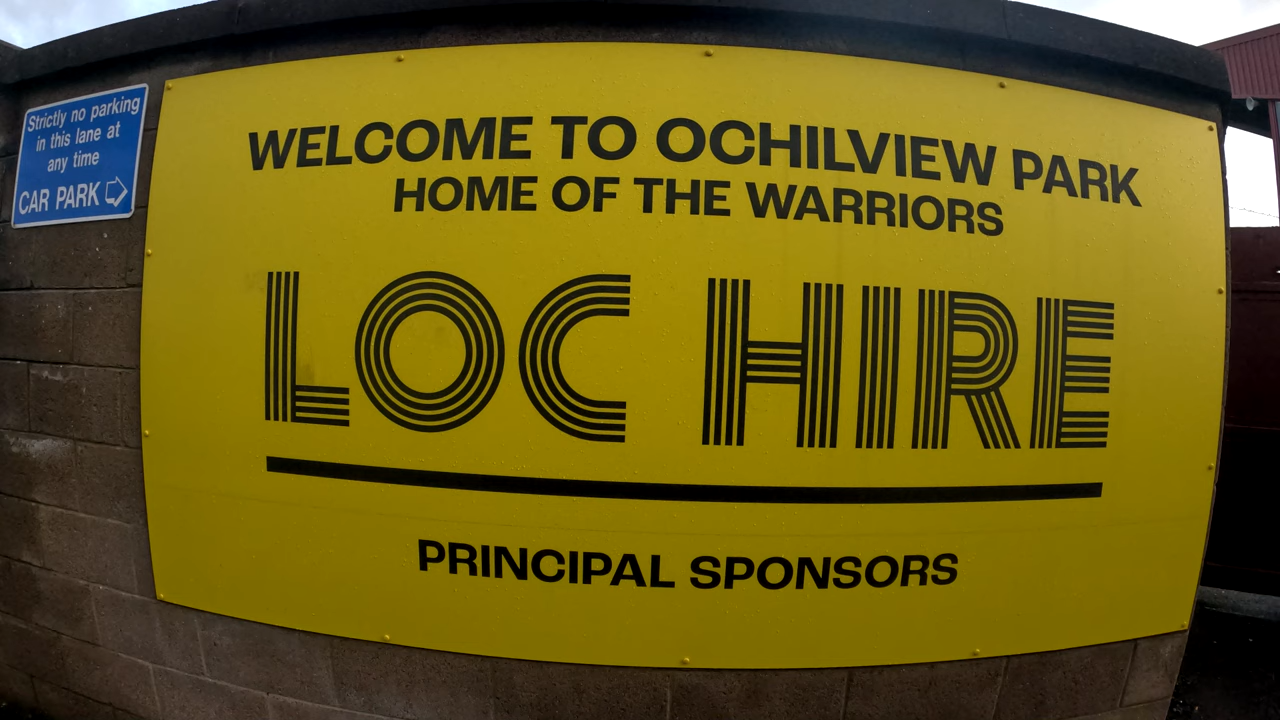 Strictly no parking
in this lane at
any time
CAR PARK
WELCOME TO OCHILVIEW PARK
HOME OF THE WARRIORS
LOC HIRE
PRINCIPAL SPONSORS